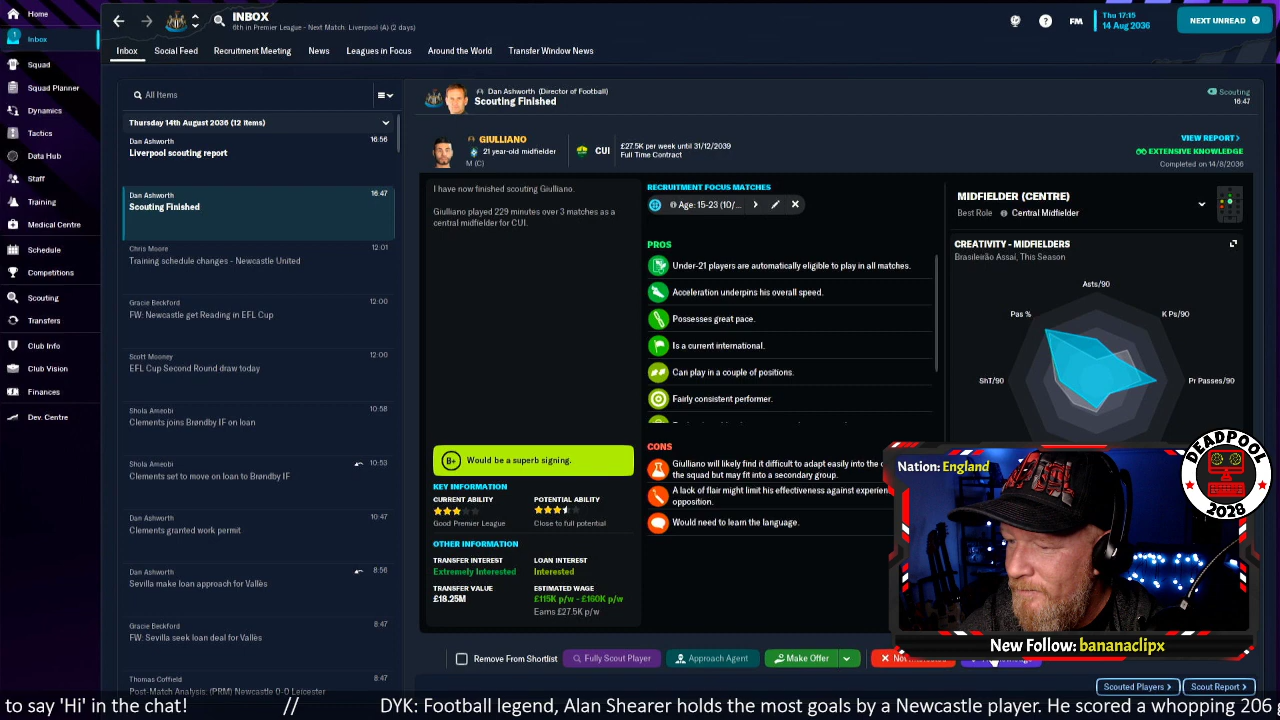 Home
1
Inbox
Squad
Squad Planner
Dynamics
Tactics
Data Hub
Staff
Training
Medical Centre
Schedule
Competitions
Scouting
Transfers
Club Info
Club Vision
Finances
Dev. Centre
INBOX
6th in Premier League - Next Match: Liverpool (A) (2 days)
FM
Thu 17:15
14 Aug 2036
NEXT UNREAD
Inbox
Social Feed
Recruitment Meeting
News
Leagues in Focus
Around the World
Transfer Window News
All Items
Thursday 14th August 2036 (12 items)
Dan Ashworth 16:56
Liverpool scouting report
Dan Ashworth 16:47
Scouting Finished
Chris Moore 12:01
Training schedule changes - Newcastle United
Gracie Beckford 12:00
FW: Newcastle get Reading in EFL Cup
Scott Mooney 12:00
EFL Cup Second Round draw today
Shola Ameobi 10:58
Clements joins Brøndby IF on loan
Shola Ameobi 10:53
Clements set to move on loan to Brøndby IF
Dan Ashworth 10:47
Clements granted work permit
Dan Ashworth 8:56
Sevilla make loan approach for Vallès
Gracie Beckford 8:47
FW: Sevilla seek loan deal for Vallès
Thomas Coffield 8:47
Post-Match Analysis: (PRM) Newcastle 0-0 Leicester
Dan Ashworth (Director of Football)
Scouting Finished
Scouting
16:47
GIULLIANO
21 year-old midfielder
M (C)
CUI
£27.5K per week until 31/12/2039
Full Time Contract
VIEW REPORT
EXTENSIVE KNOWLEDGE
Completed on 14/8/2036
I have now finished scouting Giulliano.
Giulliano played 229 minutes over 3 matches as a
central midfielder for CUI.
B+ Would be a superb signing.
KEY INFORMATION
CURRENT ABILITY
Good Premier League
POTENTIAL ABILITY
Close to full potential
OTHER INFORMATION
TRANSFER INTEREST
Extremely Interested
LOAN INTEREST
Interested
TRANSFER VALUE
£18.25M
ESTIMATED WAGE
£115K p/w - £160K p/w
Earns £27.5K p/w
RECRUITMENT FOCUS MATCHES
Age: 15-23 (10/...
PROS
Under-21 players are automatically eligible to play in all matches.
Acceleration underpins his overall speed.
Possesses great pace.
Is a current international.
Can play in a couple of positions.
Fairly consistent performer.
CONS
Giulliano will likely find it difficult to adapt easily into the
the squad but may fit into a secondary group.
A lack of flair might limit his effectiveness against
opposition.
Would need to learn the language.
MIDFIELDER (CENTRE)
Best Role Central Midfielder
CREATIVITY - MIDFIELDERS
Brasileirão Assaí, This Season
Asts/90
Pas %
K Ps/90
ShT/90
Pr Passes/90
Remove From Shortlist
Fully Scout Player
Approach Agent
Make Offer
Scouted Players
Scout Report
Nation: England
DEADPOOL
2028
New Follow: bananaclipx
to say 'Hi' in the chat! // DYK: Football legend, Alan Shearer holds the most goals by a Newcastle player. He scored a whopping 206